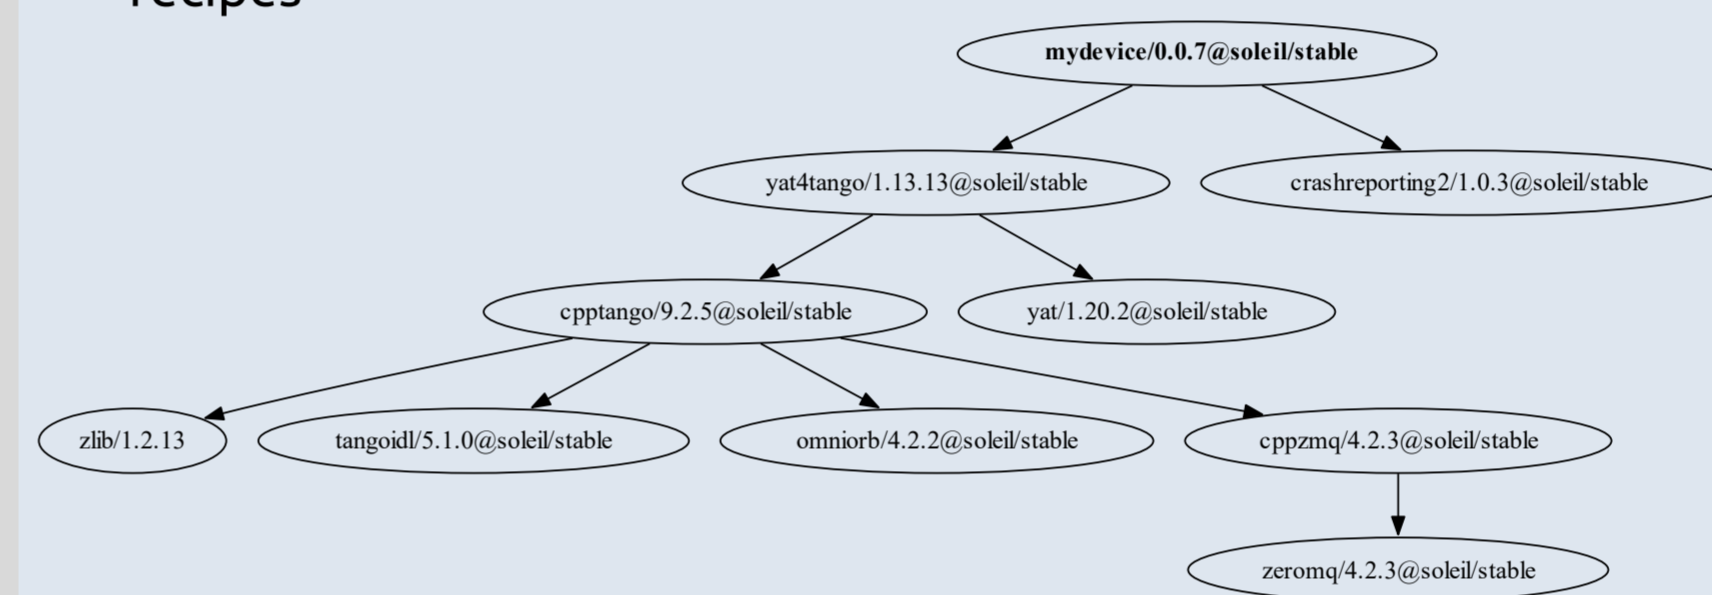 recipes
mydevice/0.0.7@soleil/stable
yat4tango/1.13.13@soleil/stable
crashreporting2/1.0.3@soleil/stable
cpptango/9.2.5@soleil/stable
yat/1.20.2@soleil/stable
zlib/1.2.13
tangoidl/5.1.0@soleil/stable
omniorb/4.2.2@soleil/stable
cppzmq/4.2.3@soleil/stable
zeromq/4.2.3@soleil/stable